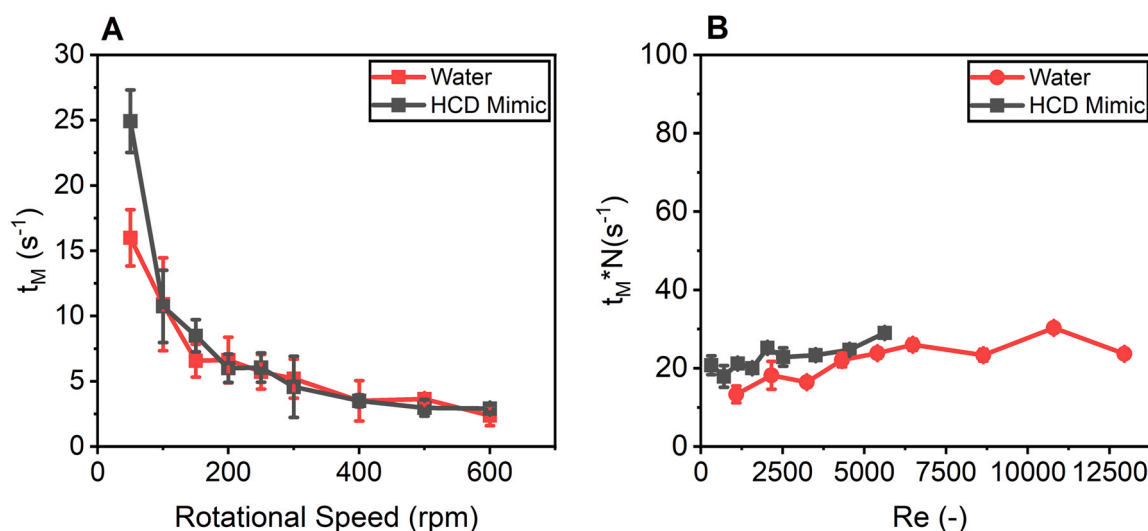 A
30
25
20
15
10
5
0
t_M (s⁻¹)
Water
HCD Mimic
0
200
400
600
Rotational Speed (rpm)
B
100
80
60
40
20
0
t_M*N(s⁻¹)
Water
HCD Mimic
0
2500
5000
7500
10000
12500
Re (-)